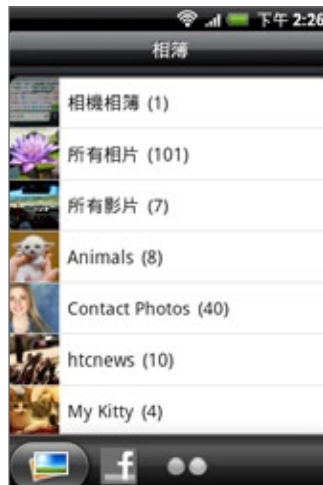 下午 2:26
相簿
相機相簿 (1)
所有相片 (101)
所有影片 (7)
Animals (8)
Contact Photos (40)
htcnews (10)
My Kitty (4)
f